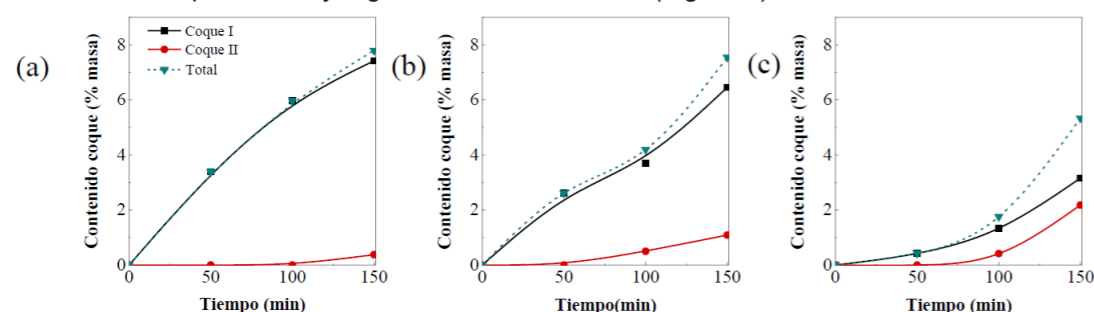 (a)
Contenido coque (% masa)
8
6
4
2
0
Coque I
Coque II
Total
0 50 100 150
Tiempo (min)
(b)
Contenido coque (% masa)
8
6
4
2
0
0 50 100 150
Tiempo(min)
(c)
Contenido coque (% masa)
8
6
4
2
0
0 50 100 150
Tiempo (min)